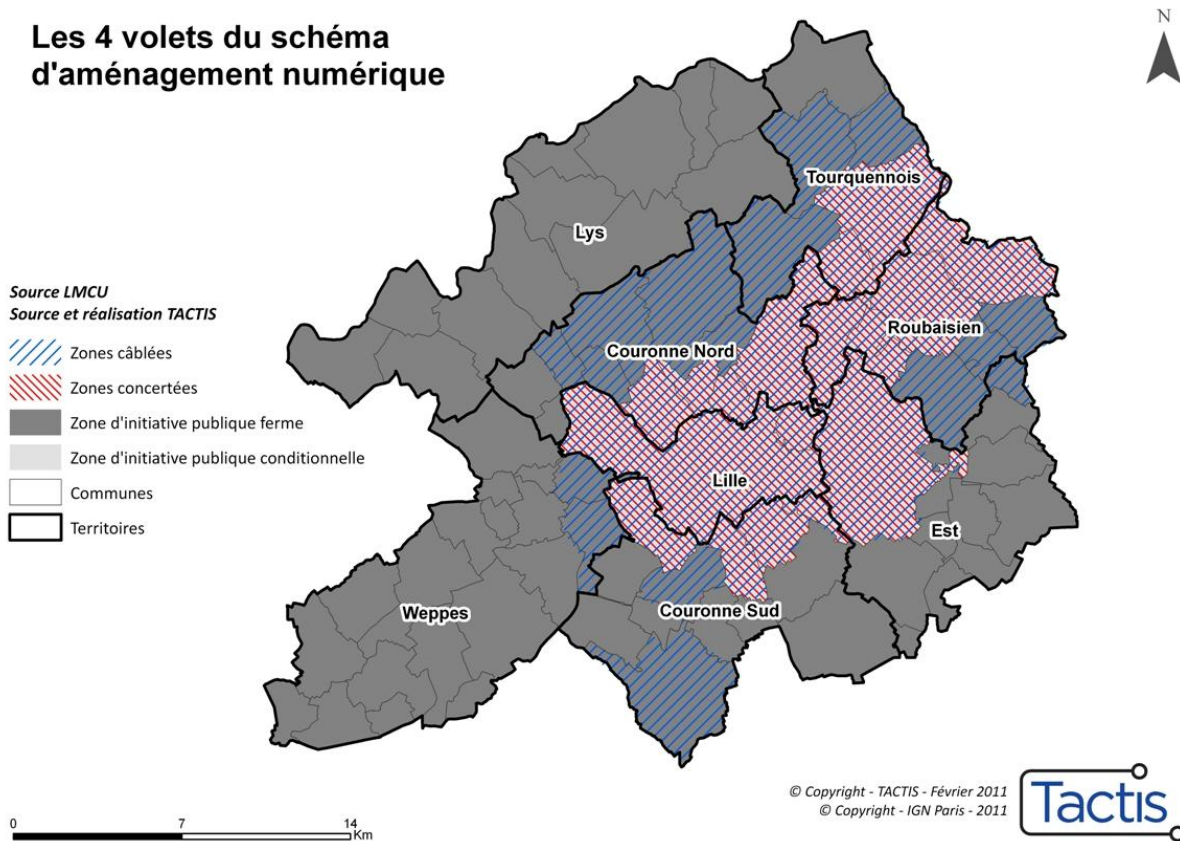 Les 4 volets du schéma
d'aménagement numérique
N
Tourquennois
Lys
Source LMCU
Source et réalisation TACTIS
Zones câblées
Zones concertées
Zone d'initiative publique ferme
Zone d'initiative publique conditionnelle
Communes
Territoires
Roubaisien
Couronne Nord
Lille
Est
Weppes
Couronne Sud
© Copyright - TACTIS - Février 2011
© Copyright - IGN Paris - 2011
Tactis
0 7 14
Km